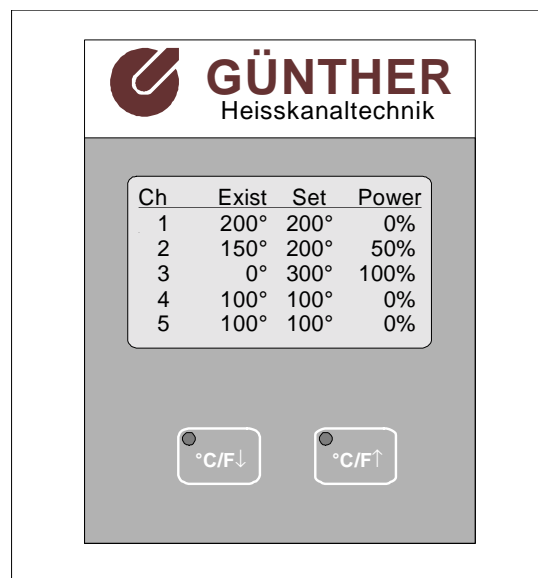 GÜNTHER
Heisskanaltechnik
Ch Exist Set Power
1 200° 200° 0%
2 150° 200° 50%
3 0° 300° 100%
4 100° 100° 0%
5 100° 100° 0%
°C/F↓ °C/F↑